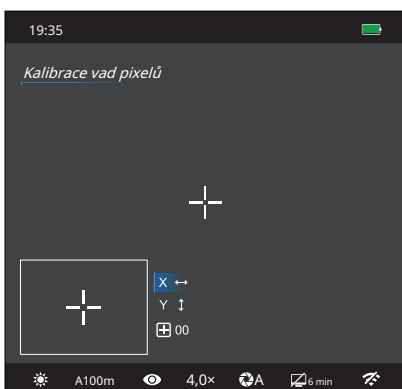 19:35
Kalibrace vad pixelů
X ↔
Y ↕
00
A100m 4,0× A 6 min